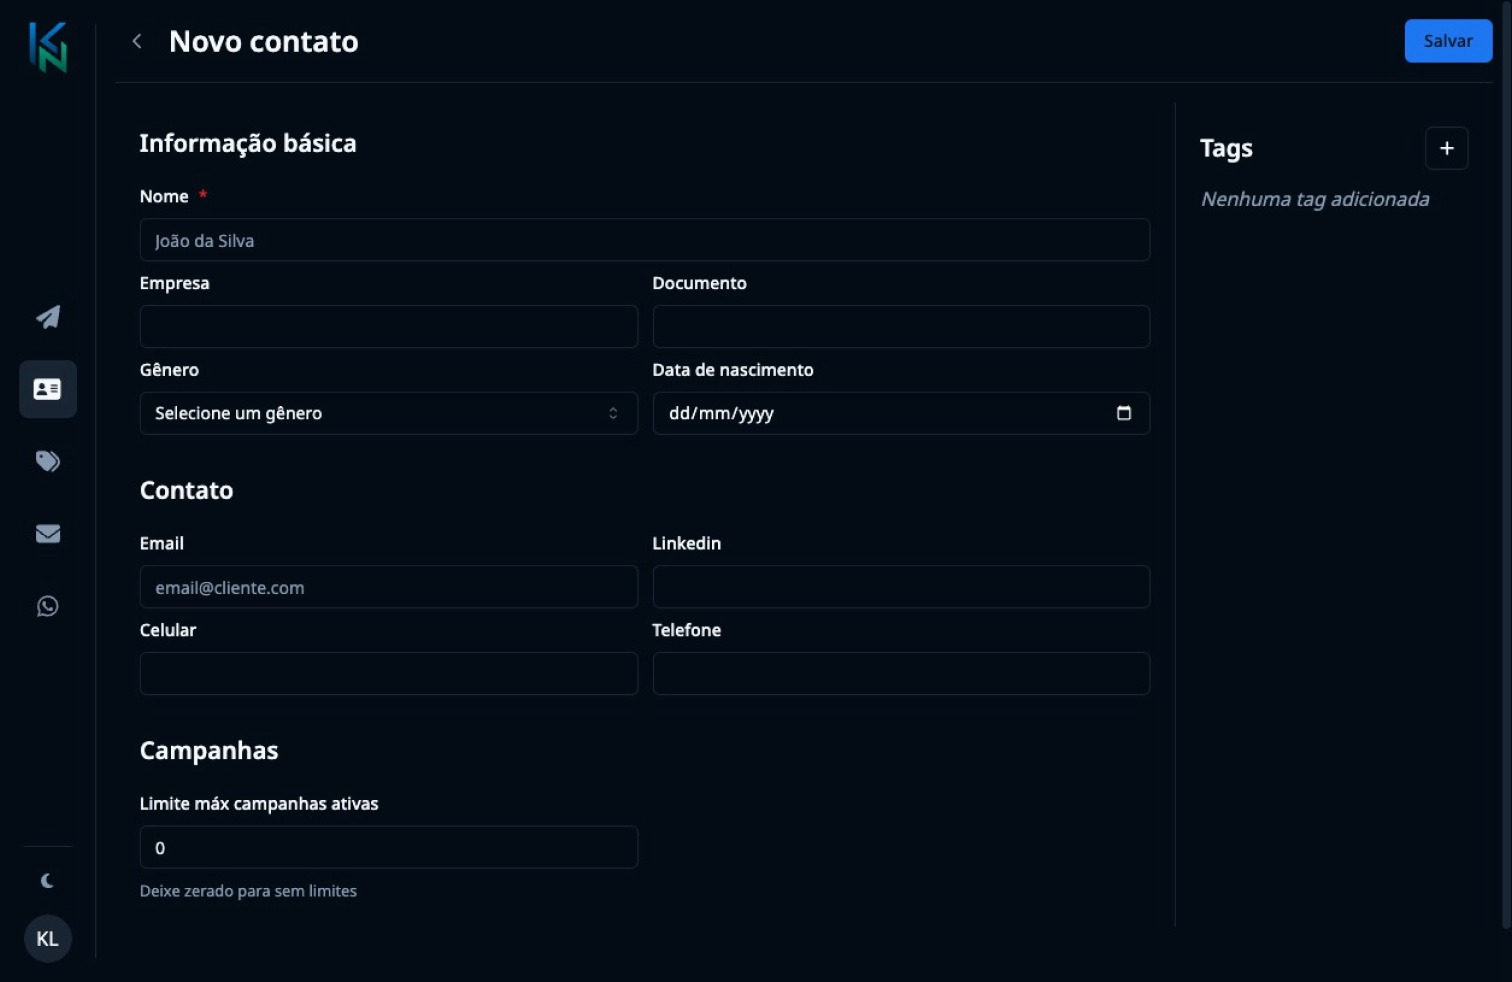 Novo contato
Salvar
Informação básica
Tags
+
Nenhuma tag adicionada
Nome *
João da Silva
Empresa
Documento
Gênero
Data de nascimento
Selecione um gênero
dd/mm/yyyy
Contato
Email
Linkedin
email@cliente.com
Celular
Telefone
Campanhas
Limite máx campanhas ativas
0
Deixe zerado para sem limites
KL